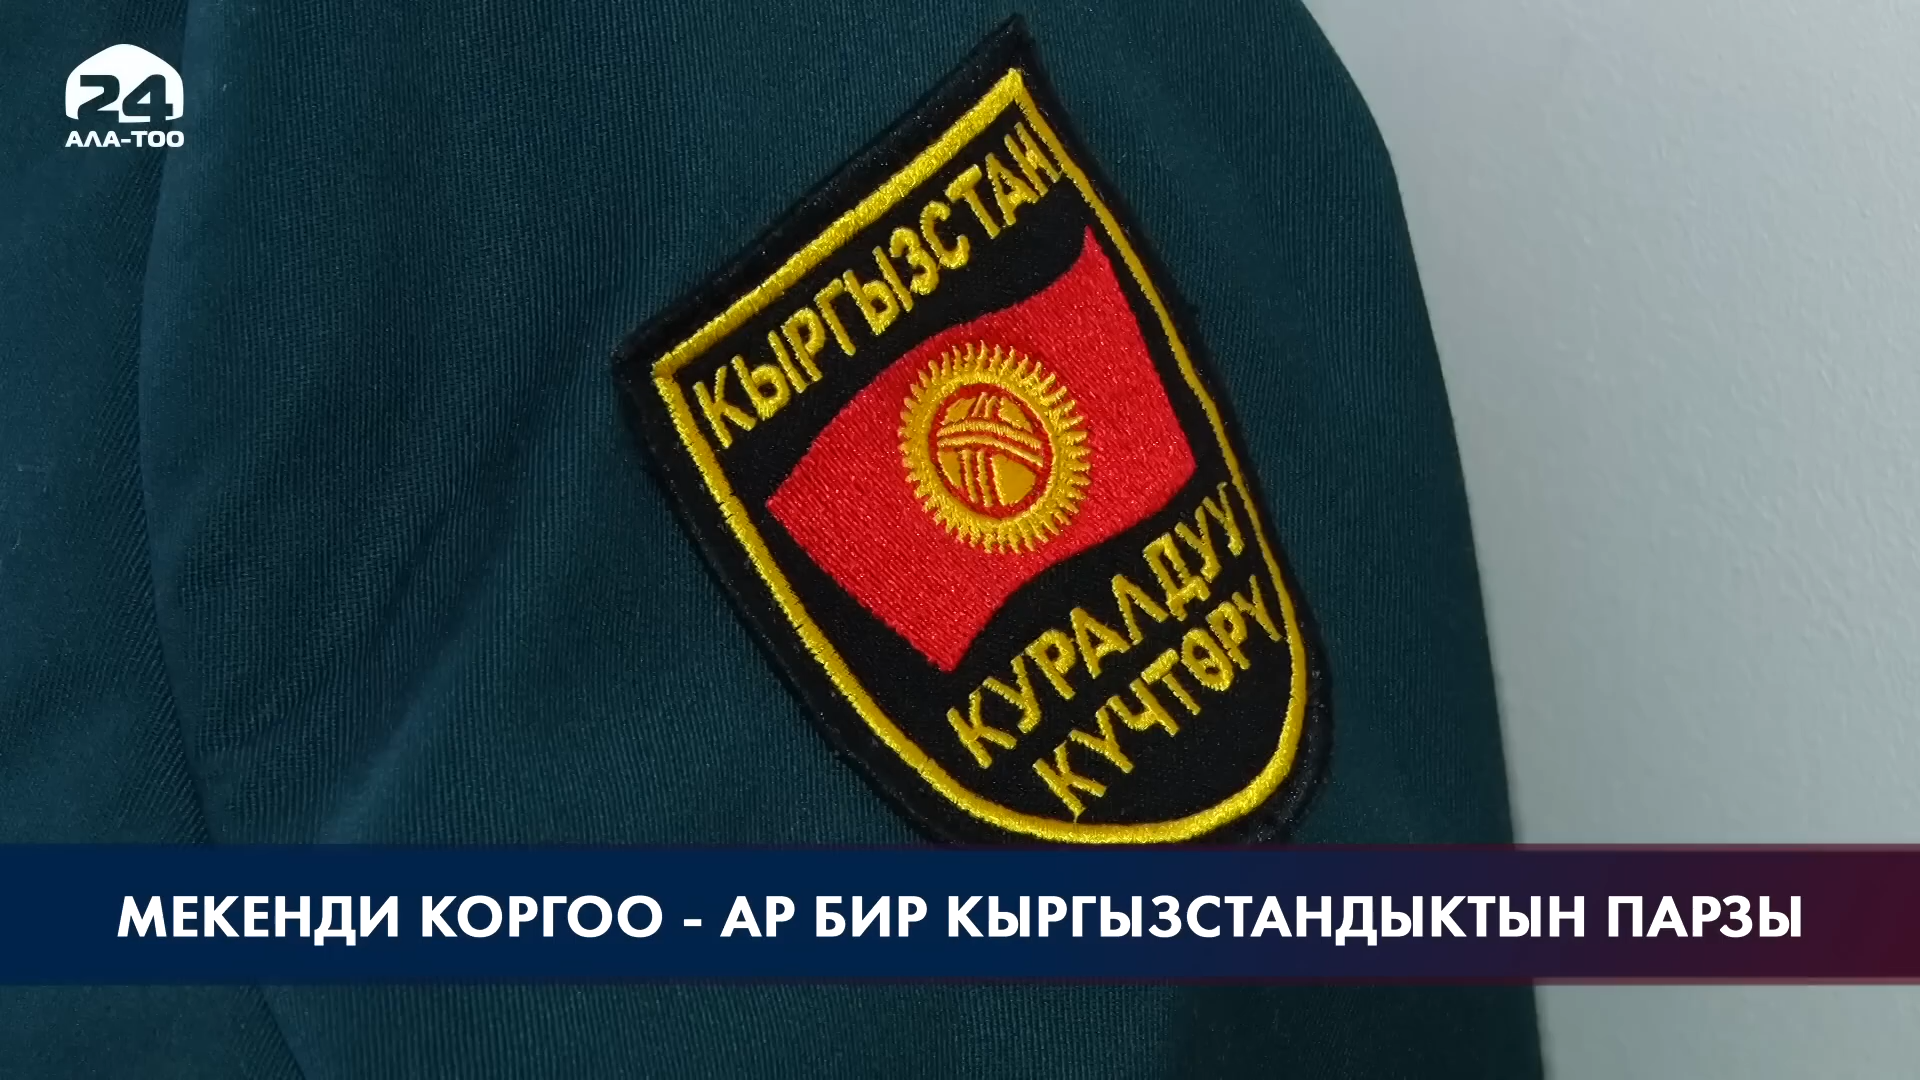 24
АЛА-ТОО
КЫРГЫЗСТАН
КУРАЛДУУ
КҮЧТӨРҮ
МЕКЕНДИ КОРГОО - АР БИР КЫРГЫЗСТАНДЫКТЫН ПАРЗЫ